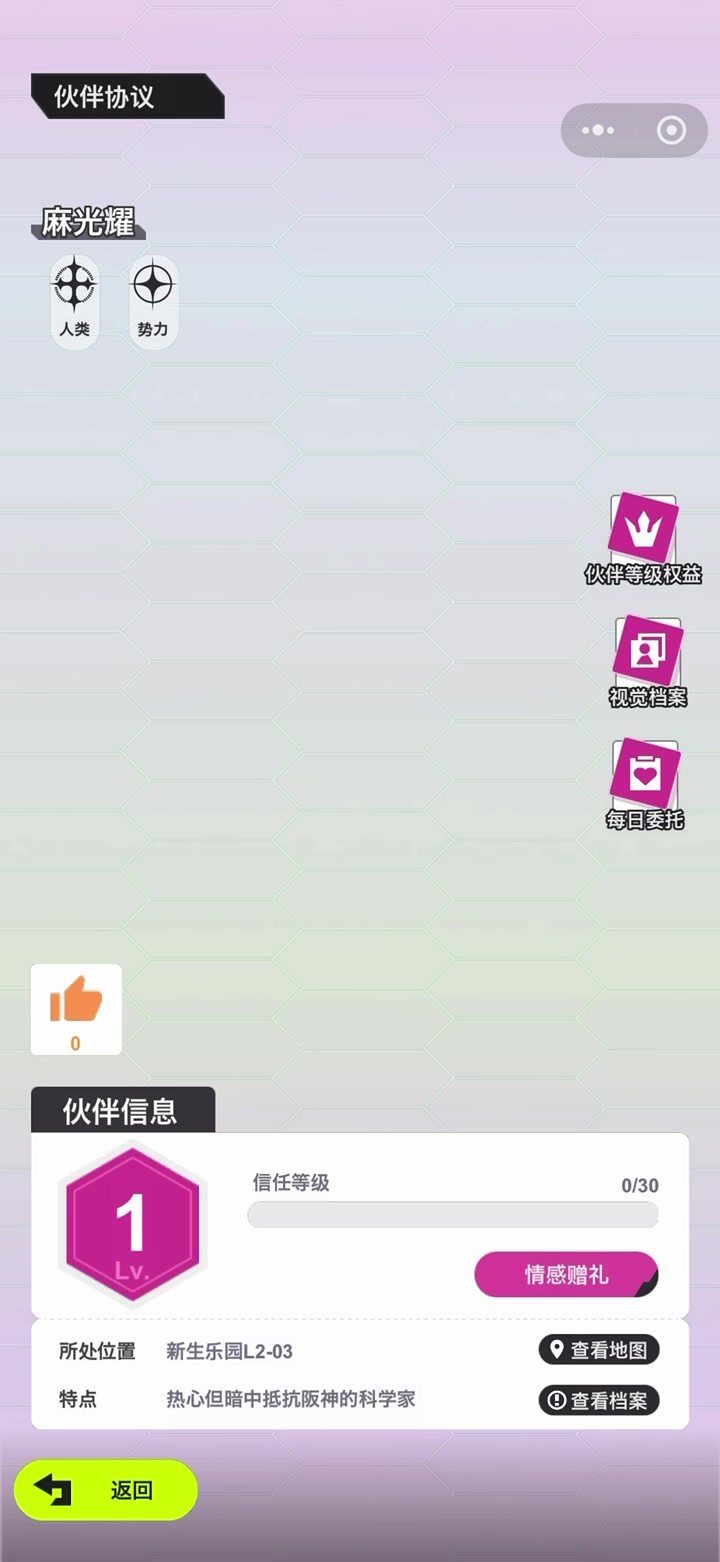 伙伴协议
麻光耀
人类
势力
伙伴等级权益
视觉档案
每日委托
0
伙伴信息
1
Lv.
信任等级
0/30
情感赠礼
所处位置
新生乐园L2-03
查看地图
特点
热心但暗中抵抗阪神的科学家
查看档案
返回